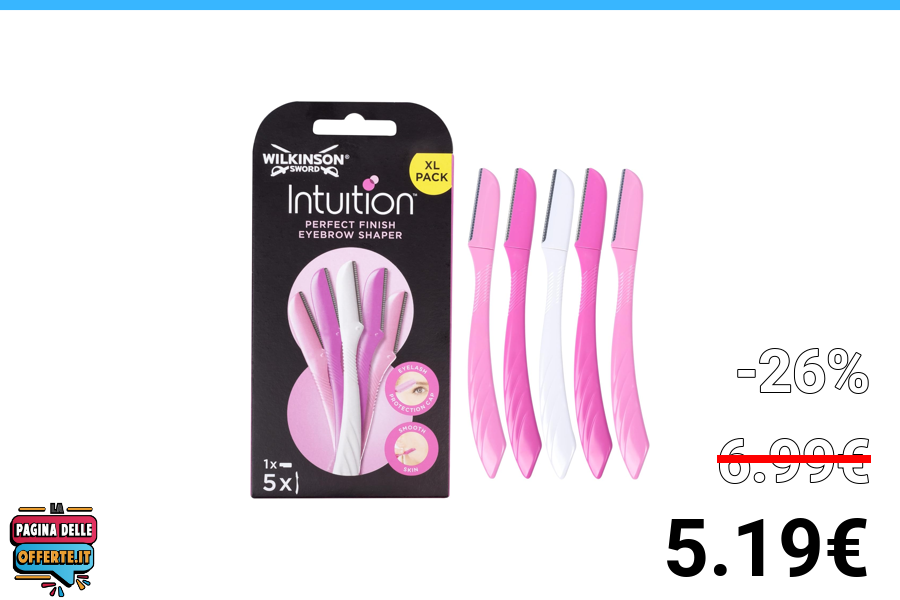 WILKINSON®
SWORD
XL
PACK
Intuition™
PERFECT FINISH
EYEBROW SHAPER
EYELASH
PROTECTION CAP
SMOOTH
SKIN
1x
5x
-26%
6.99€
5.19€
LA
PAGINA DELLE
OFFERTE.IT